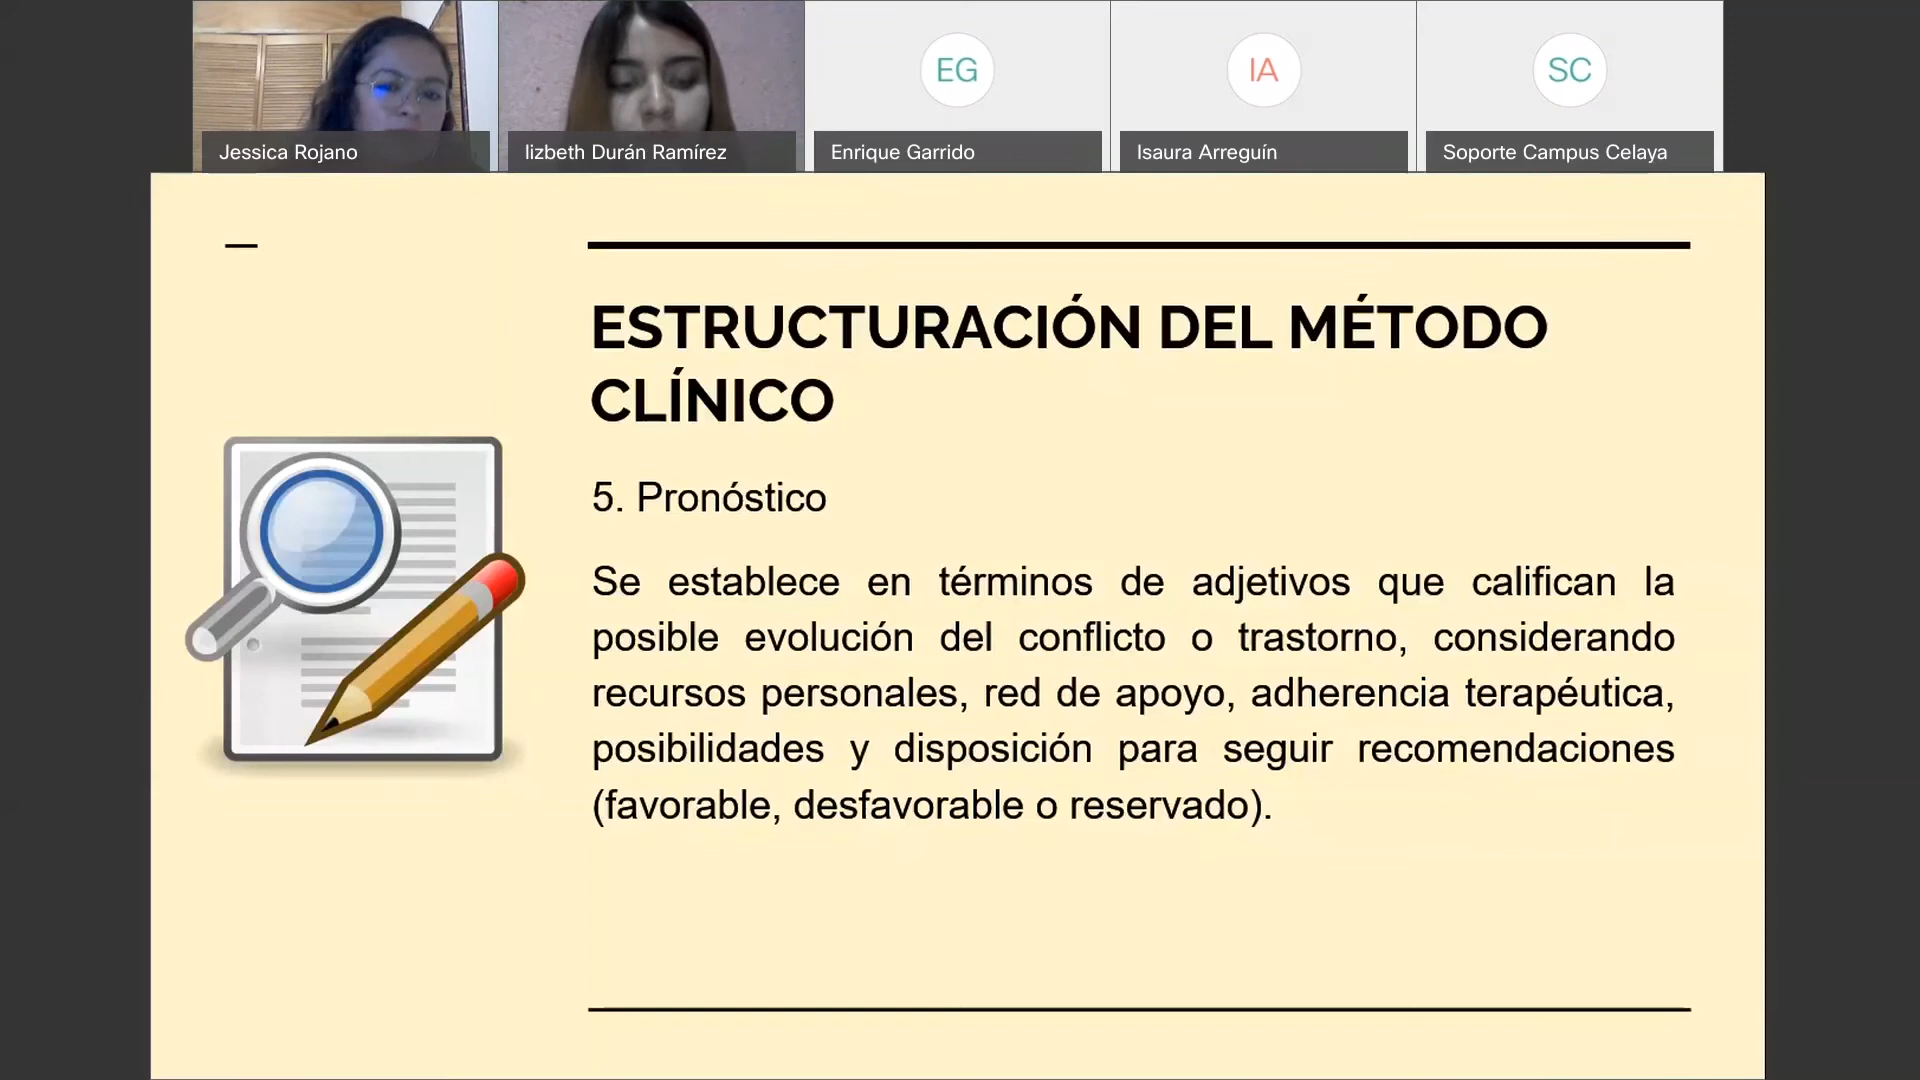 EG
IA
SC
Jessica Rojano
lizbeth Durán Ramírez
Enrique Garrido
Isaura Arreguín
Soporte Campus Celaya
ESTRUCTURACIÓN DEL MÉTODO
CLÍNICO
5. Pronóstico
Se establece en términos de adjetivos que califican la
posible evolución del conflicto o trastorno, considerando
recursos personales, red de apoyo, adherencia terapéutica,
posibilidades y disposición para seguir recomendaciones
(favorable, desfavorable o reservado).